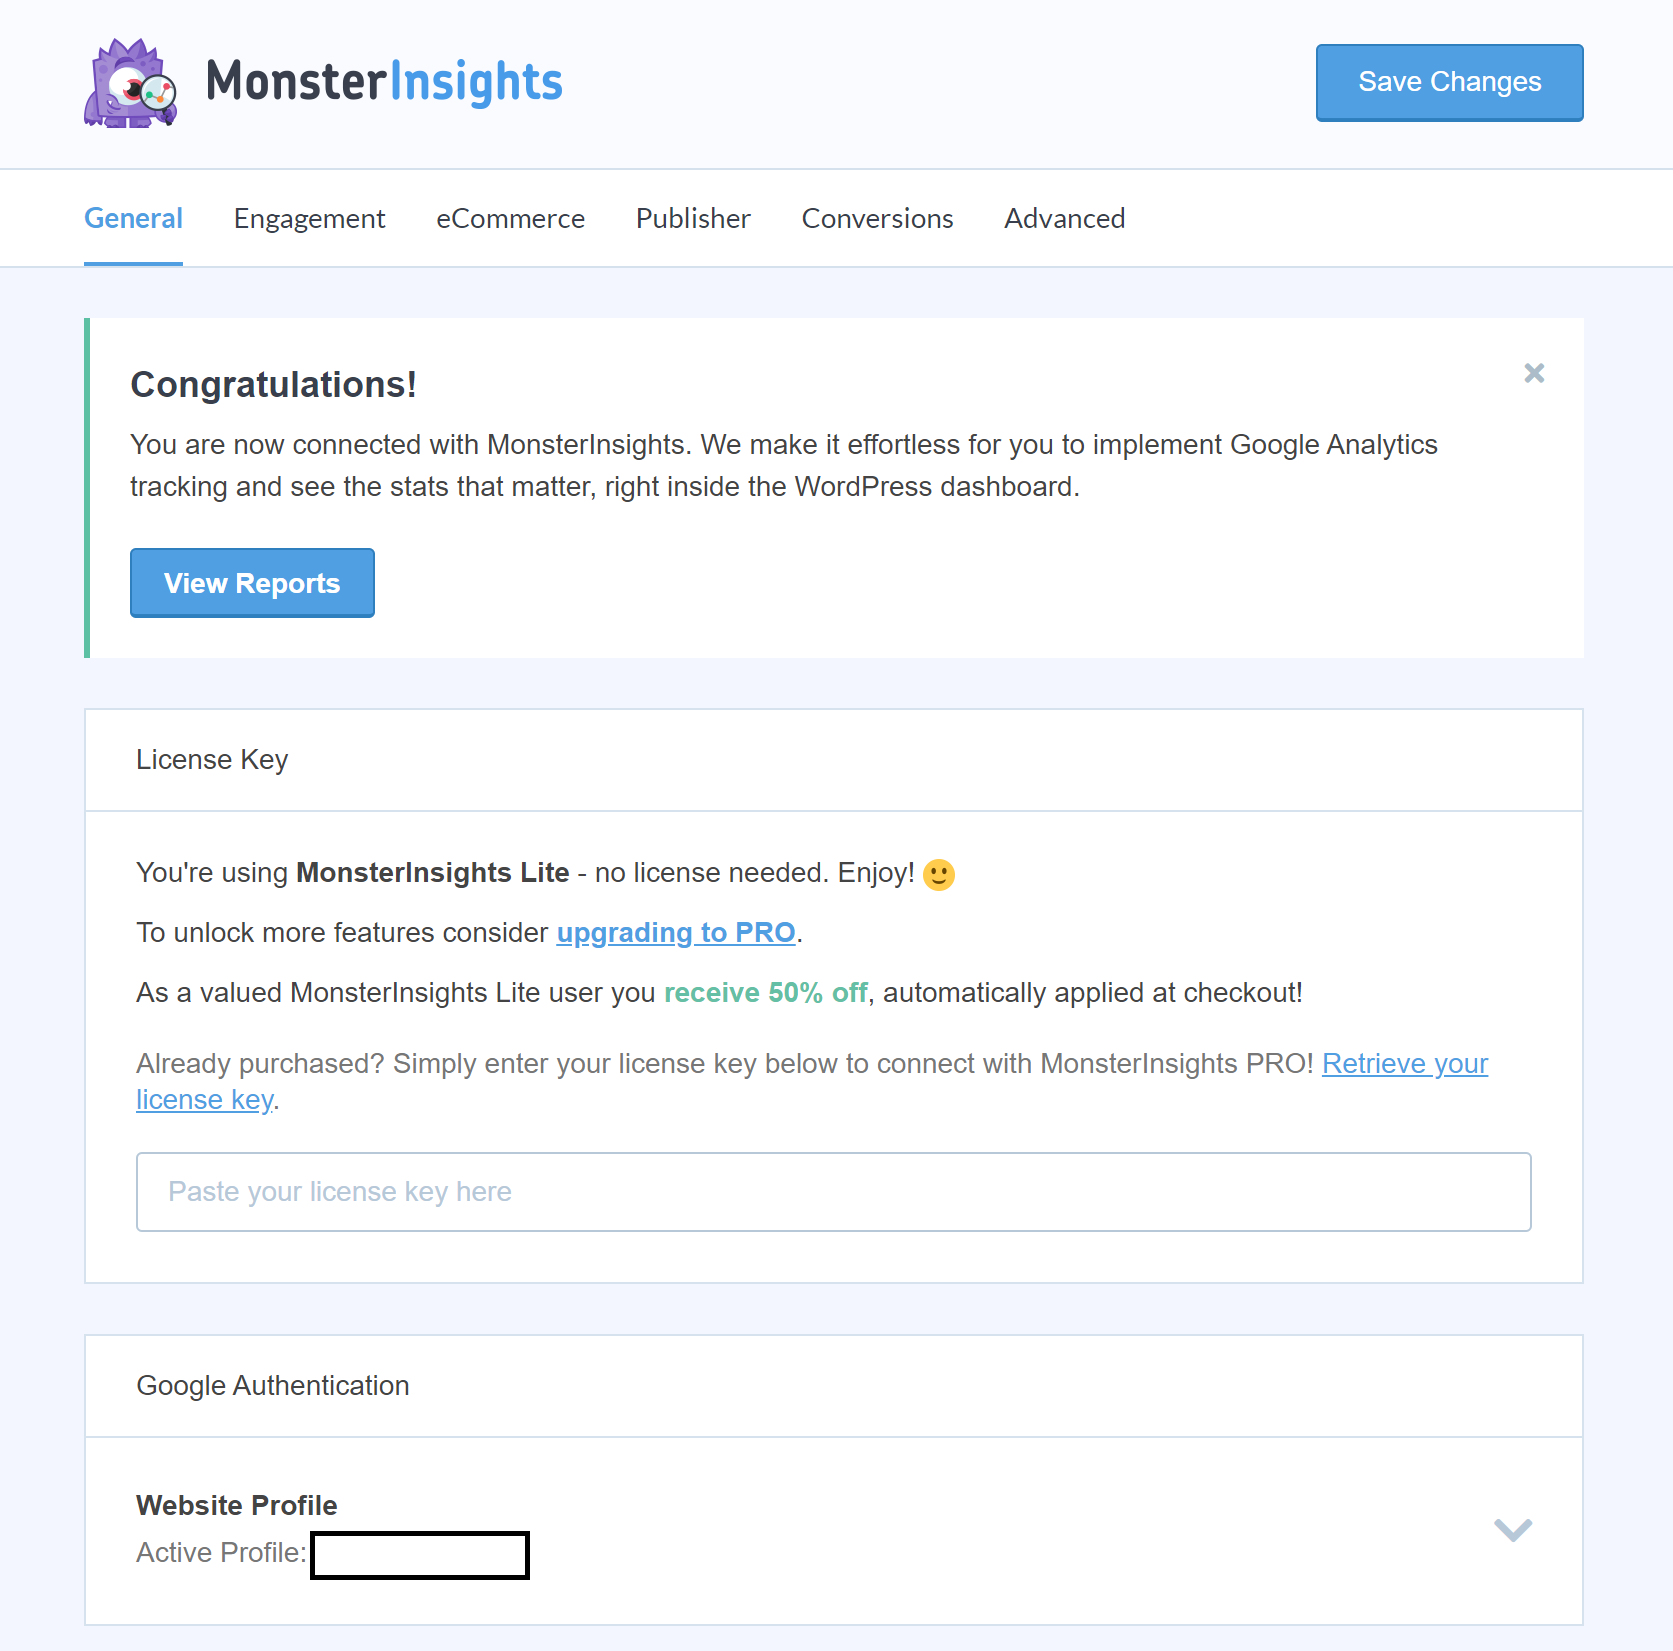 MonsterInsights
Save Changes
General Engagement eCommerce Publisher Conversions Advanced
Congratulations!
You are now connected with MonsterInsights. We make it effortless for you to implement Google Analytics
tracking and see the stats that matter, right inside the WordPress dashboard.
View Reports
License Key
You're using MonsterInsights Lite - no license needed. Enjoy! 🙂
To unlock more features consider upgrading to PRO.
As a valued MonsterInsights Lite user you receive 50% off, automatically applied at checkout!
Already purchased? Simply enter your license key below to connect with MonsterInsights PRO! Retrieve your
license key.
Paste your license key here
Google Authentication
Website Profile
Active Profile: